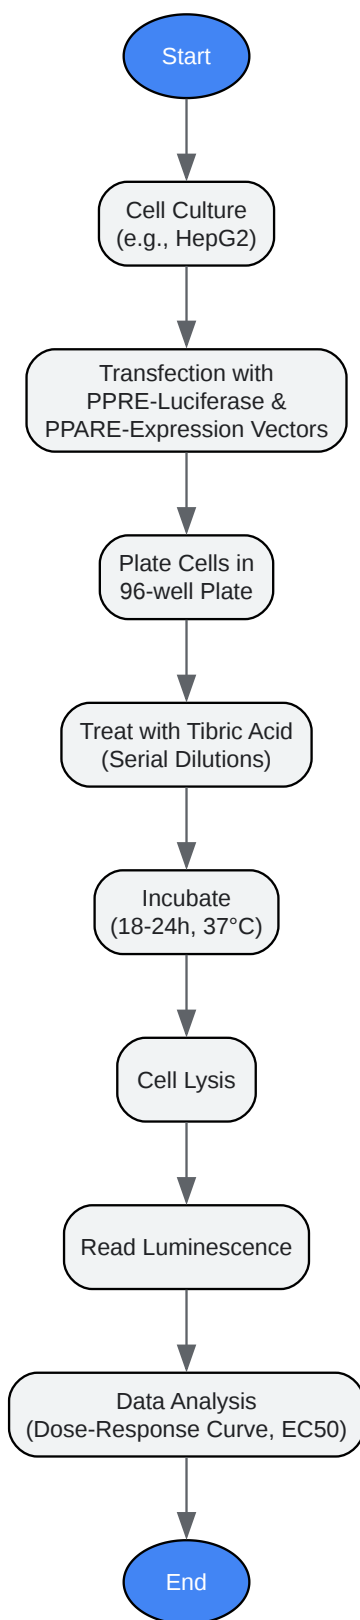 Start
Cell Culture
(e.g., HepG2)
Transfection with
PPRE-Luciferase &
PPARE-Expression Vectors
Plate Cells in
96-well Plate
Treat with Tibric Acid
(Serial Dilutions)
Incubate
(18-24h, 37°C)
Cell Lysis
Read Luminescence
Data Analysis
(Dose-Response Curve, EC50)
End